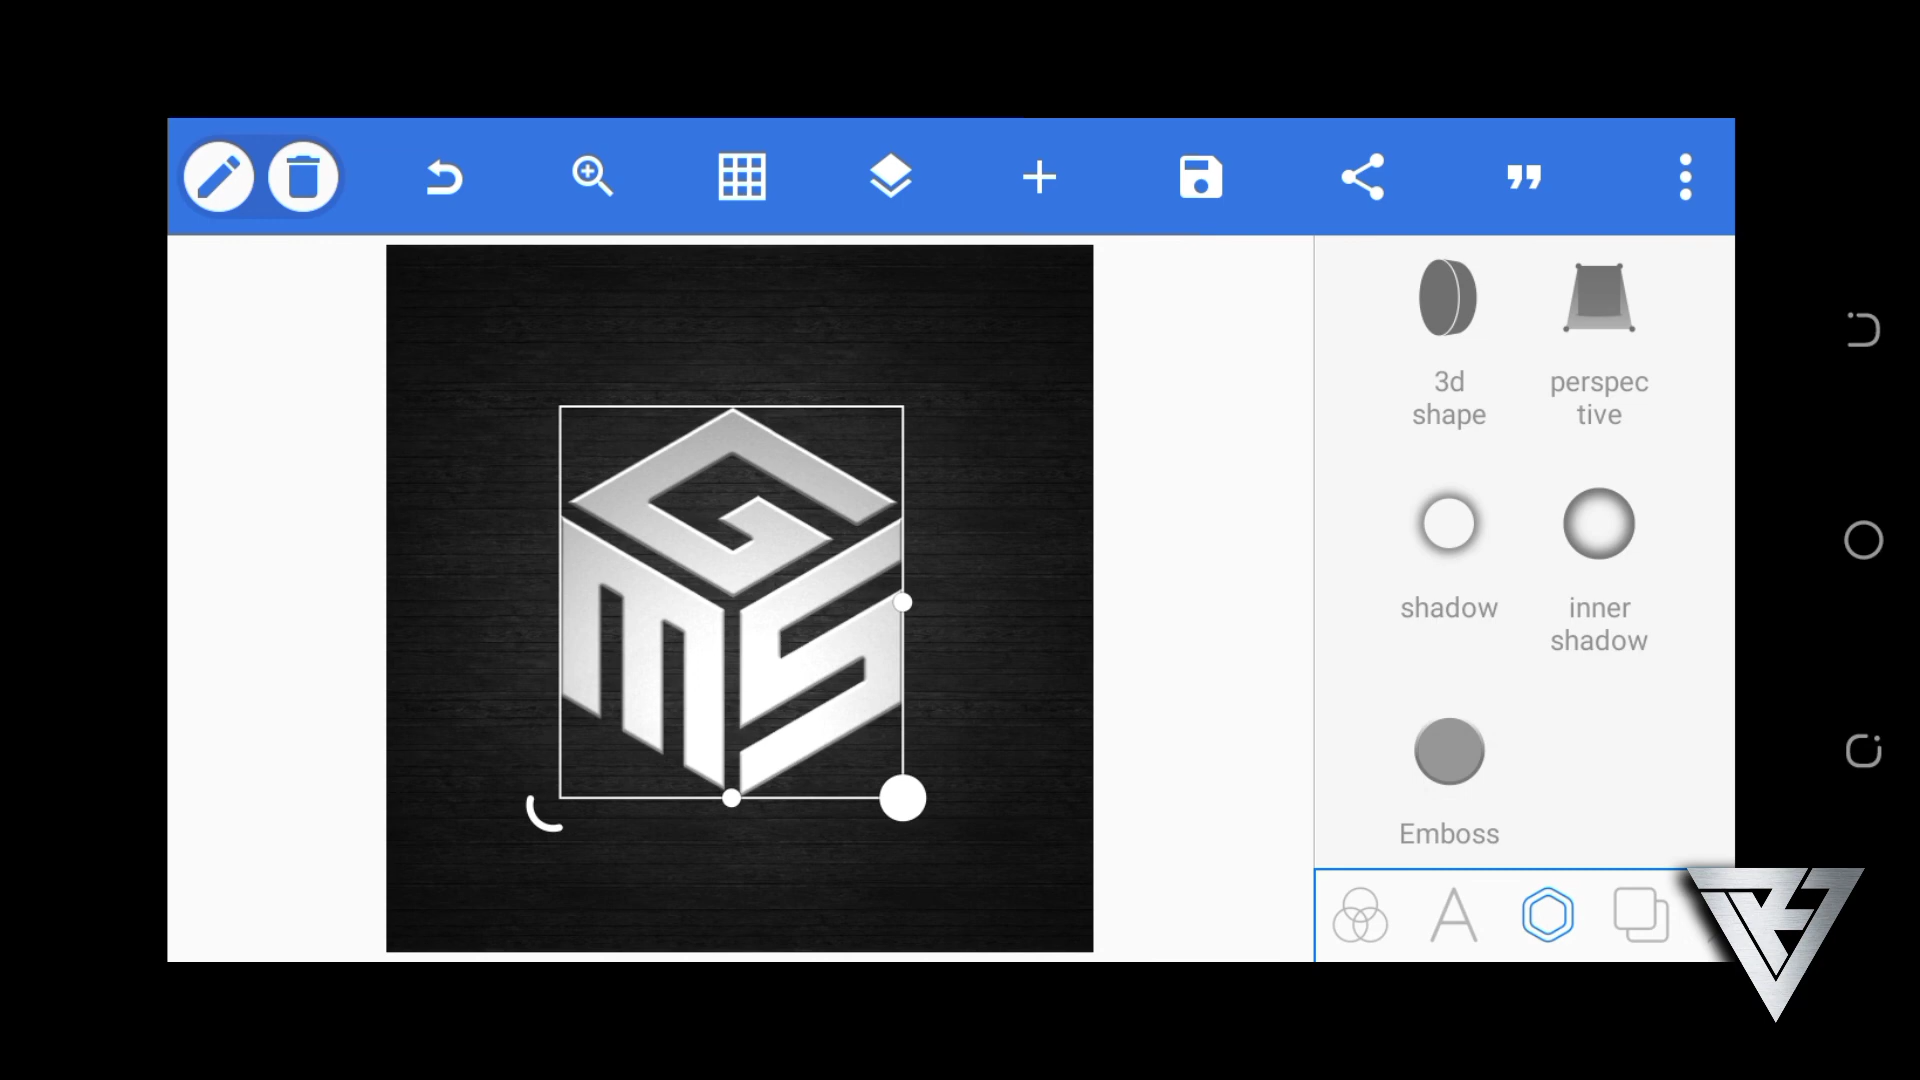 3d
shape
perspec
tive
G
M S
shadow
inner
shadow
Emboss
A